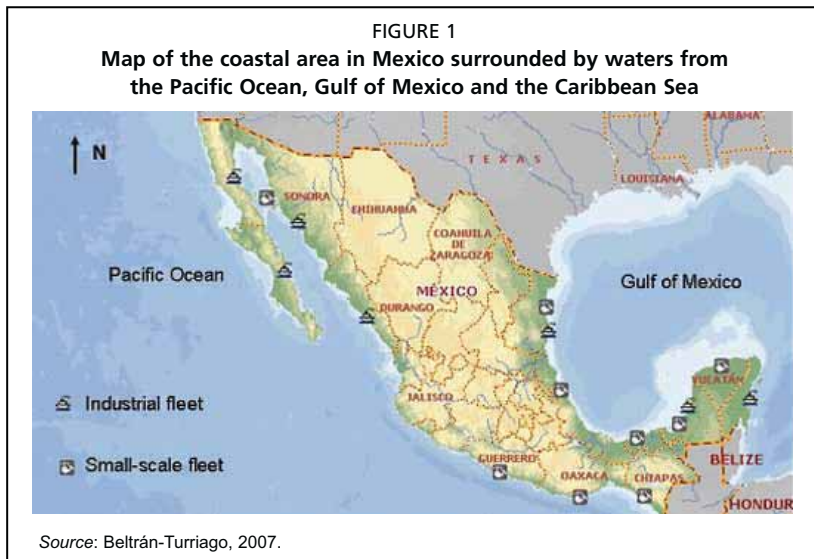 FIGURE 1
Map of the coastal area in Mexico surrounded by waters from
the Pacific Ocean, Gulf of Mexico and the Caribbean Sea
N
ALABAMA
TEXAS
LOUISIANA
SONORA
CHIHUAHUA
COAHUILA
DE
ZARAGOZA
Pacific Ocean
Gulf of Mexico
MÉXICO
DURANGO
YUCATÁN
JALISCO
Industrial fleet
GUERRERO
OAXACA
CHIAPAS
BELIZE
Small-scale fleet
HONDUR
Source: Beltrán-Turriago, 2007.